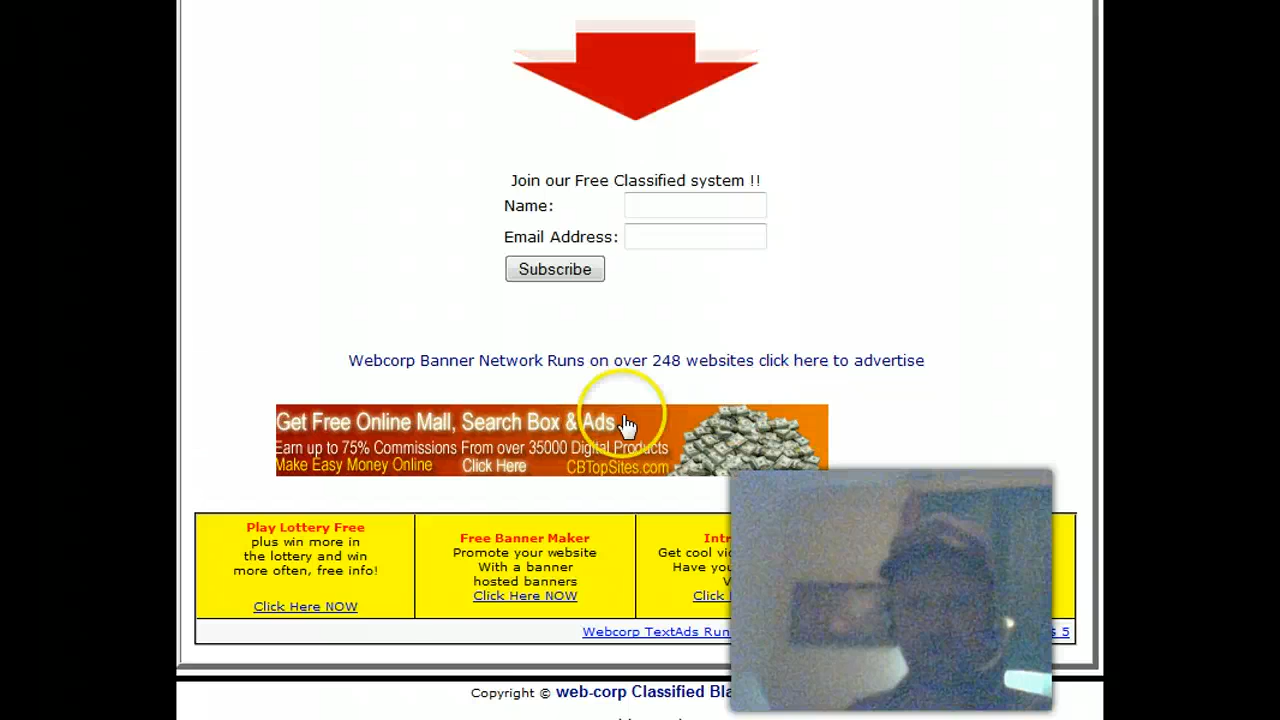 Join our Free Classified system !!
Name:
Email Address:
Subscribe
Webcorp Banner Network Runs on over 248 websites click here to advertise
Get Free Online Mall, Search Box & Ads
Earn up to 75% Commissions From over 35000 Digital Products
Make Easy Money Online Click Here CBTopSites.com
Play Lottery Free
plus win more in
the lottery and win
more often, free info!
Click Here NOW
Free Banner Maker
Promote your website
With a banner
hosted banners
Click Here NOW
Get cool
Have
Click
Webcorp TextAds
5
Copyright © web-corp Classified